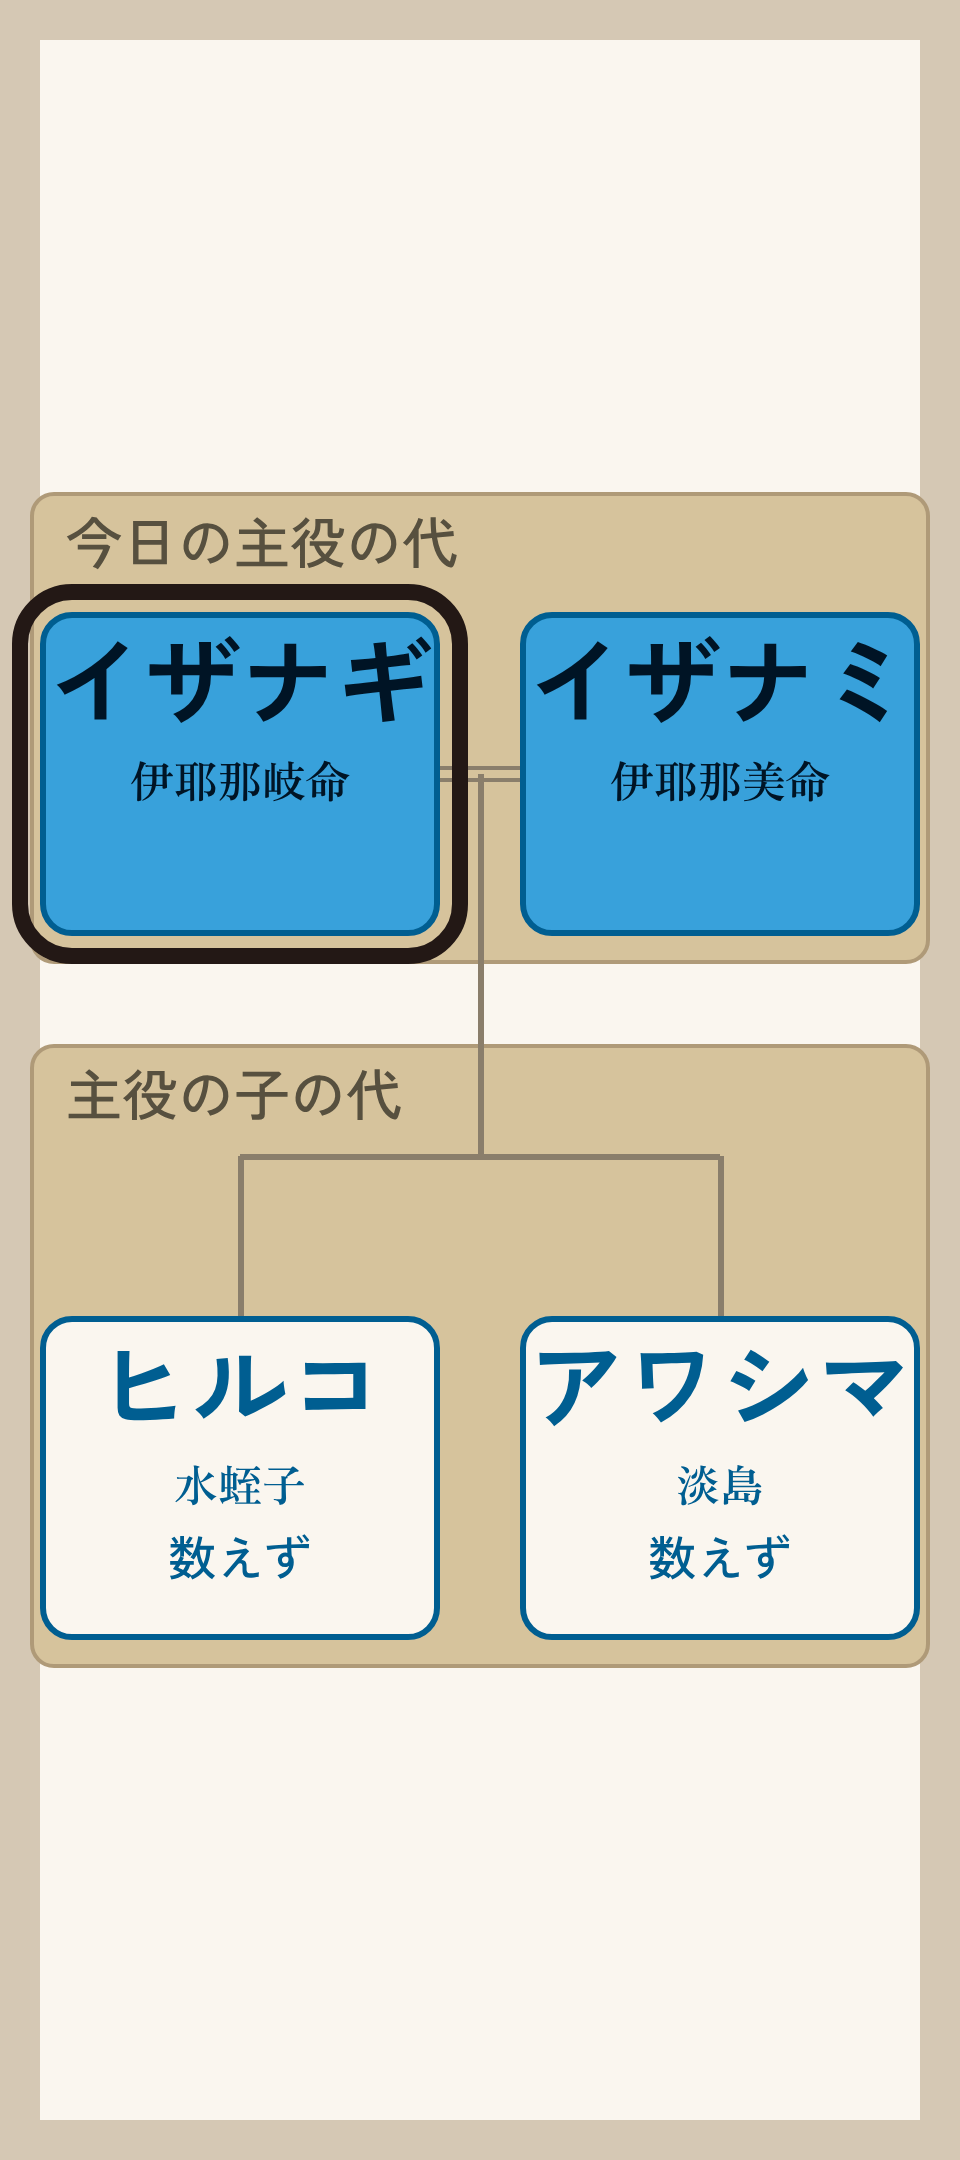 今日の主役の代
イザナギ
伊耶那岐命
イザナミ
伊耶那美命
主役の子の代
ヒルコ
水蛭子
数えず
アワシマ
淡島
数えず